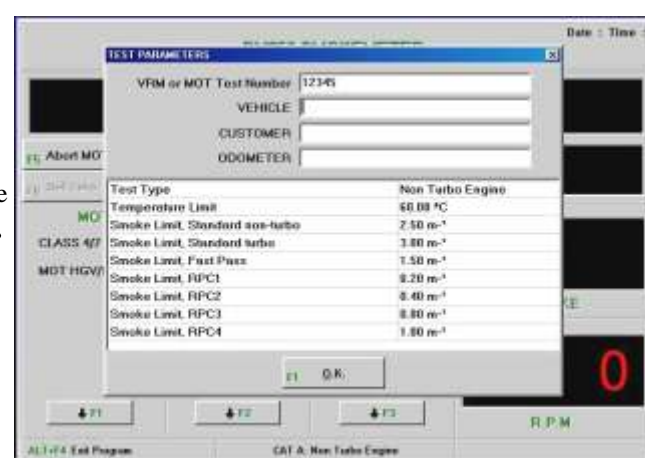 Date : Time :
TEST PARAMETERS
VRM or MOT Test Number 12345
VEHICLE
CUSTOMER
ODOMETER
F5 Abort MO
e
,
MO
CLASS 4/7
MOT HGV/
Test Type Non Turbo Engine
Temperature Limit 60.00 °C
Smoke Limit, Standard non-turbo 2.50 m-¹
Smoke Limit, Standard turbo 3.00 m-¹
Smoke Limit, Fast Pass 1.50 m-¹
Smoke Limit, RPC1 0.20 m-¹
Smoke Limit, RPC2 0.40 m-¹
Smoke Limit, RPC3 0.80 m-¹
Smoke Limit, RPC4 1.00 m-¹
KE
F1 O.K.
0
F1 F2 F3
R P M
ALT+F4 Exit Program CAT A: Non Turbo Engine